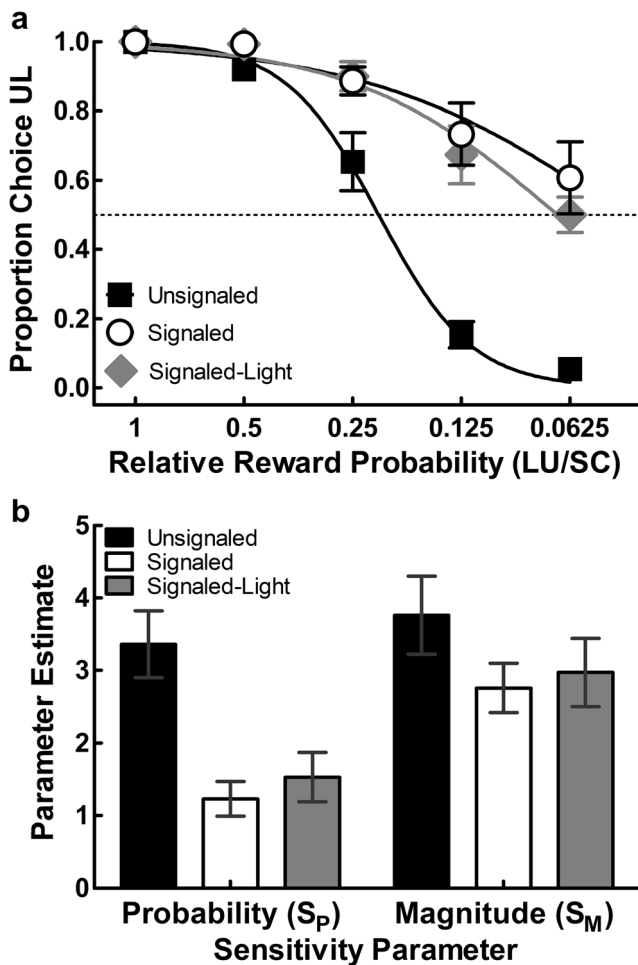 a
Proportion Choice UL
1.0
0.8
0.6
0.4
0.2
0.0
Unsignaled
Signaled
Signaled-Light
1 0.5 0.25 0.125 0.0625
Relative Reward Probability (LU/SC)
b
Parameter Estimate
5
4
3
2
1
0
Unsignaled
Signaled
Signaled-Light
Probability (SP) Magnitude (SM)
Sensitivity Parameter